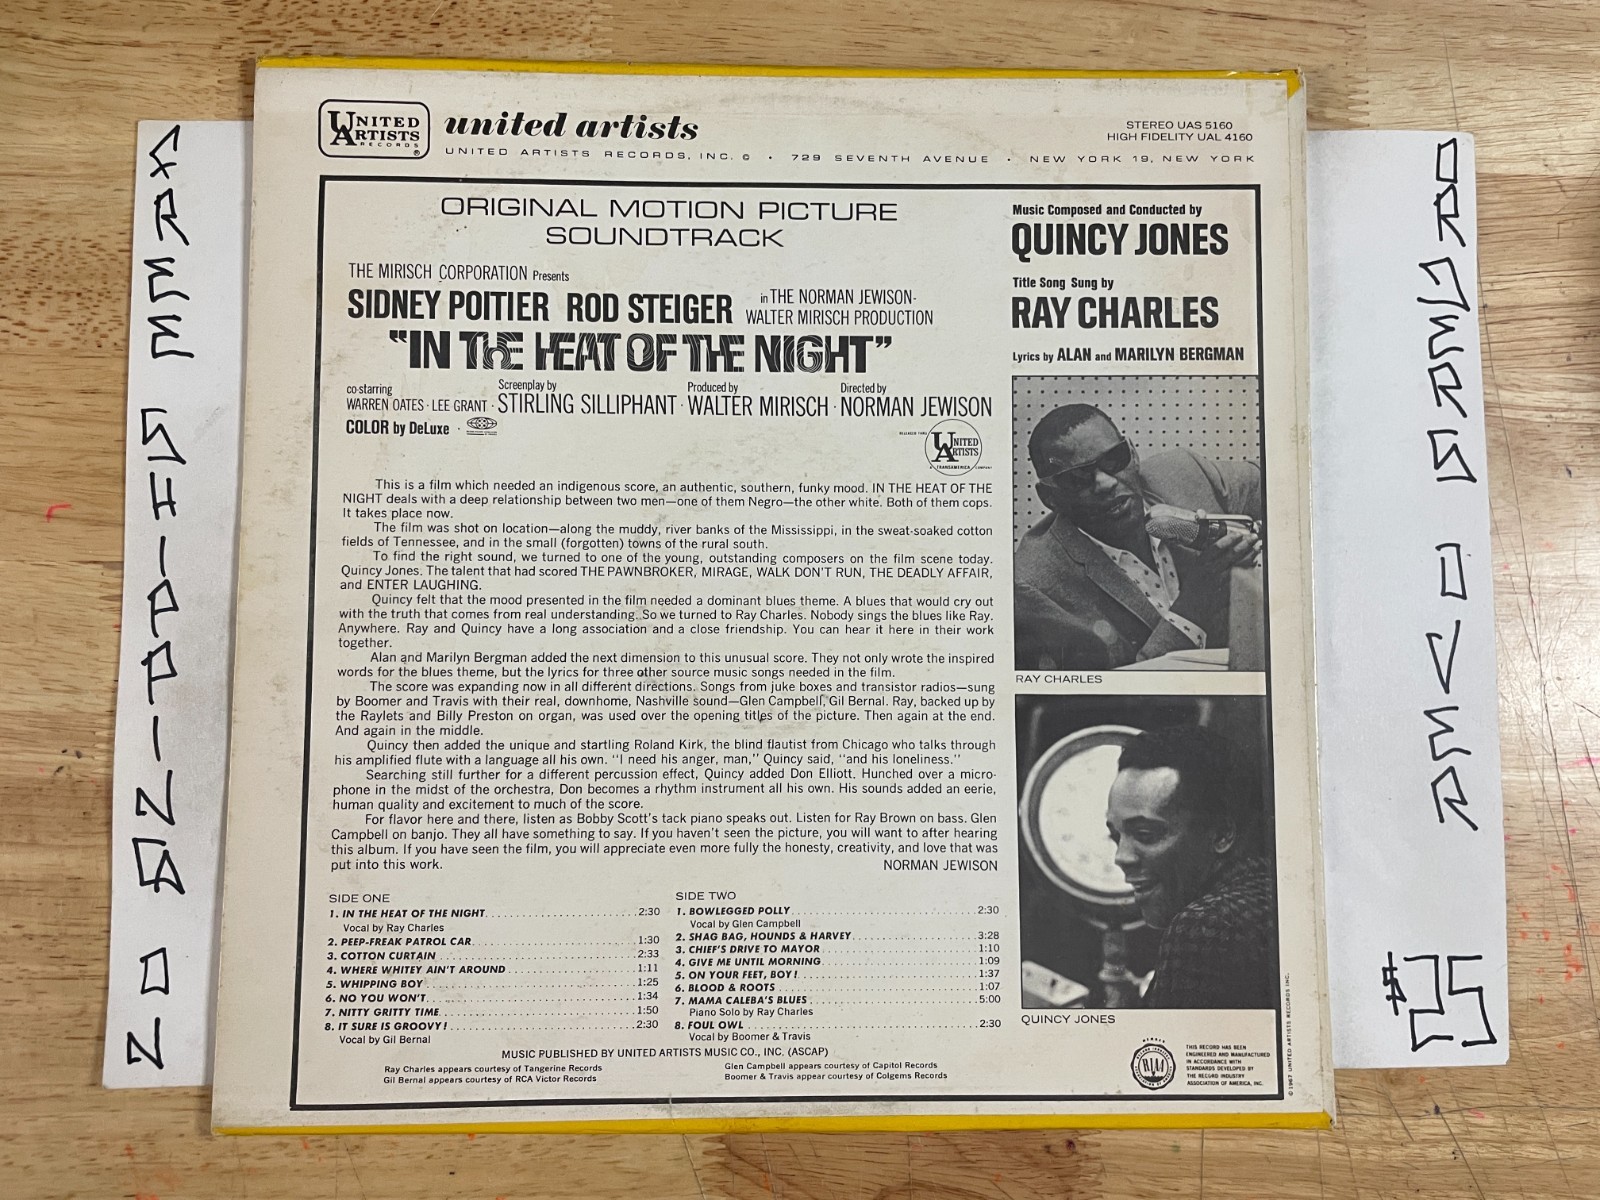 FREE SHIPPING ON
ORDERS OVER $45
UNITED ARTISTS RECORDS ®
united artists
UNITED ARTISTS RECORDS, INC. © • 729 SEVENTH AVENUE • NEW YORK 19, NEW YORK
STEREO UAS 5160
HIGH FIDELITY UAL 4160
ORIGINAL MOTION PICTURE
SOUNDTRACK
THE MIRISCH CORPORATION Presents
SIDNEY POITIER ROD STEIGER in THE NORMAN JEWISON-
WALTER MIRISCH PRODUCTION
"IN THE HEAT OF THE NIGHT"
co-starring
WARREN OATES · LEE GRANT · Screenplay by STIRLING SILLIPHANT · Produced by WALTER MIRISCH · Directed by NORMAN JEWISON
COLOR by DeLuxe ·
UNITED ARTISTS
Music Composed and Conducted by
QUINCY JONES
Title Song Sung by
RAY CHARLES
Lyrics by ALAN and MARILYN BERGMAN
This is a film which needed an indigenous score, an authentic, southern, funky mood. IN THE HEAT OF THE
NIGHT deals with a deep relationship between two men—one of them Negro—the other white. Both of them cops.
It takes place now.
The film was shot on location—along the muddy, river banks of the Mississippi, in the sweat-soaked cotton
fields of Tennessee, and in the small (forgotten) towns of the rural south.
To find the right sound, we turned to one of the young, outstanding composers on the film scene today.
Quincy Jones. The talent that had scored THE PAWNBROKER, MIRAGE, WALK DON'T RUN, THE DEADLY AFFAIR,
and ENTER LAUGHING.
Quincy felt that the mood presented in the film needed a dominant blues theme. A blues that would cry out
with the truth that comes from real understanding. So we turned to Ray Charles. Nobody sings the blues like Ray.
Anywhere. Ray and Quincy have a long association and a close friendship. You can hear it here in their work
together.
Alan and Marilyn Bergman added the next dimension to this unusual score. They not only wrote the inspired
words for the blues theme, but the lyrics for three other source music songs needed in the film.
The score was expanding now in all different directions. Songs from juke boxes and transistor radios—sung
by Boomer and Travis with their real, downhome, Nashville sound—Glen Campbell, Gil Bernal. Ray, backed up by
the Raylets and Billy Preston on organ, was used over the opening titles of the picture. Then again at the end.
And again in the middle.
Quincy then added the unique and startling Roland Kirk, the blind flautist from Chicago who talks through
his amplified flute with a language all his own. "I need his anger, man," Quincy said, "and his loneliness."
Searching still further for a different percussion effect, Quincy added Don Elliott. Hunched over a micro-
phone in the midst of the orchestra, Don becomes a rhythm instrument all his own. His sounds added an eerie,
human quality and excitement to much of the score.
For flavor here and there, listen as Bobby Scott's tack piano speaks out. Listen for Ray Brown on bass. Glen
Campbell on banjo. They all have something to say. If you haven't seen the picture, you will want to after hearing
this album. If you have seen the film, you will appreciate even more fully the honesty, creativity, and love that was
put into this work. NORMAN JEWISON
RAY CHARLES
QUINCY JONES
SIDE ONE
1. IN THE HEAT OF THE NIGHT 2:30
Vocal by Ray Charles
2. PEEP-FREAK PATROL CAR 1:30
3. COTTON CURTAIN 2:33
4. WHERE WHITEY AIN'T AROUND 1:11
5. WHIPPING BOY 1:25
6. NO YOU WON'T 1:34
7. NITTY GRITTY TIME 1:50
8. IT SURE IS GROOVY! 2:30
Vocal by Gil Bernal
SIDE TWO
1. BOWLEGGED POLLY 2:30
Vocal by Glen Campbell
2. SHAG BAG, HOUNDS & HARVEY 3:28
3. CHIEF'S DRIVE TO MAYOR 1:10
4. GIVE ME UNTIL MORNING 1:09
5. ON YOUR FEET, BOY! 1:37
6. BLOOD & ROOTS 1:07
7. MAMA CALEBA'S BLUES 5:00
Piano Solo by Ray Charles
8. FOUL OWL 2:30
Vocal by Boomer & Travis
MUSIC PUBLISHED BY UNITED ARTISTS MUSIC CO., INC. (ASCAP)
Ray Charles appears courtesy of Tangerine Records
Gil Bernal appears courtesy of RCA Victor Records
Glen Campbell appears courtesy of Capitol Records
Boomer & Travis appear courtesy of Colgems Records
RIAA
THIS RECORD HAS BEEN
ENGINEERED AND MANUFACTURED
IN ACCORDANCE WITH
STANDARDS DEVELOPED BY
THE RECORD INDUSTRY
ASSOCIATION OF AMERICA, INC.
© 1967 UNITED ARTISTS RECORDS INC.